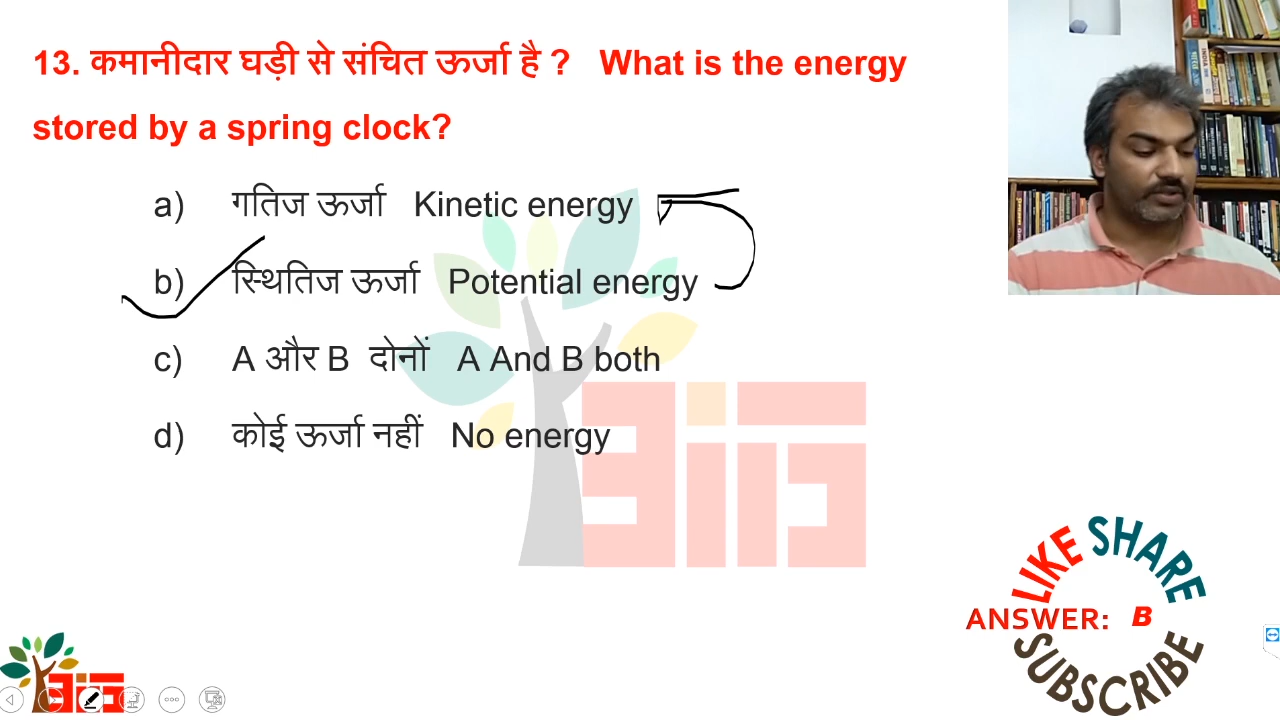 13. कमानीदार घड़ी से संचित ऊर्जा है ? What is the energy
stored by a spring clock?
a) गतिज ऊर्जा Kinetic energy
b) स्थितिज ऊर्जा Potential energy
c) A और B दोनों A And B both
d) कोई ऊर्जा नहीं No energy
LIKE SHARE
ANSWER: B
SUBSCRIBE